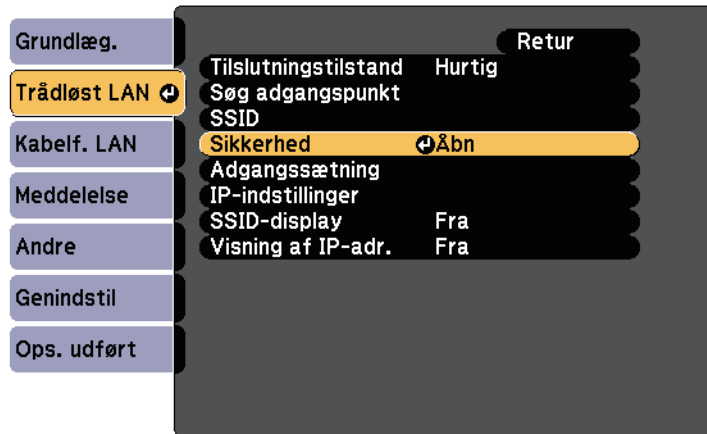 Grundlæg.
Trådløst LAN
Kabelf. LAN
Meddelelse
Andre
Genindstil
Ops. udført
Retur
Tilslutningstilstand Hurtig
Søg adgangspunkt
SSID
Sikkerhed Åbn
Adgangssætning
IP-indstillinger
SSID-display Fra
Visning af IP-adr. Fra